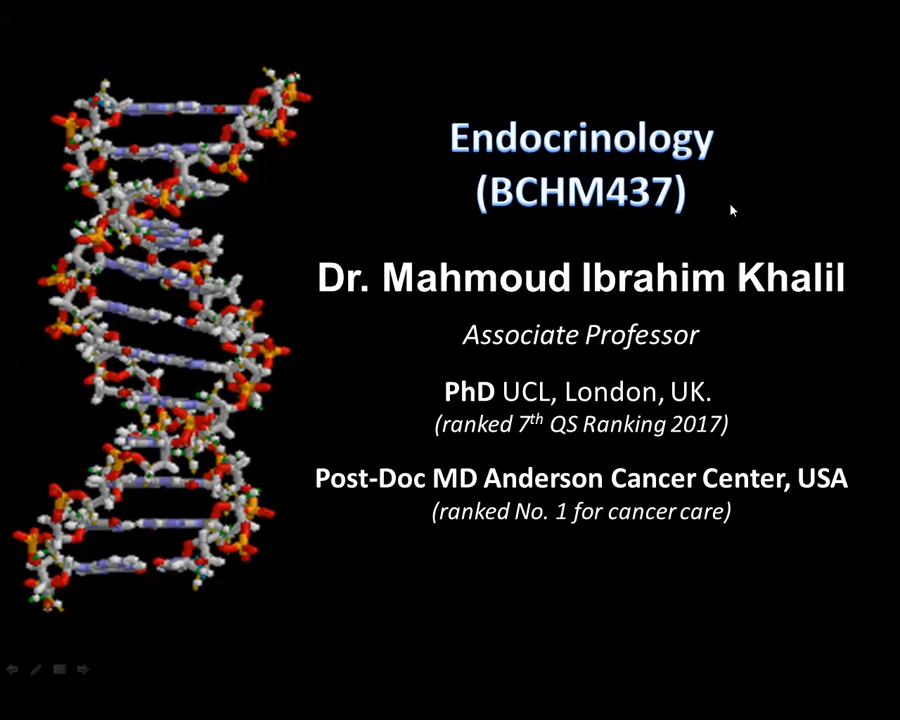 Endocrinology
(BCHM437)
Dr. Mahmoud Ibrahim Khalil
Associate Professor
PhD UCL, London, UK.
(ranked 7th QS Ranking 2017)
Post-Doc MD Anderson Cancer Center, USA
(ranked No. 1 for cancer care)